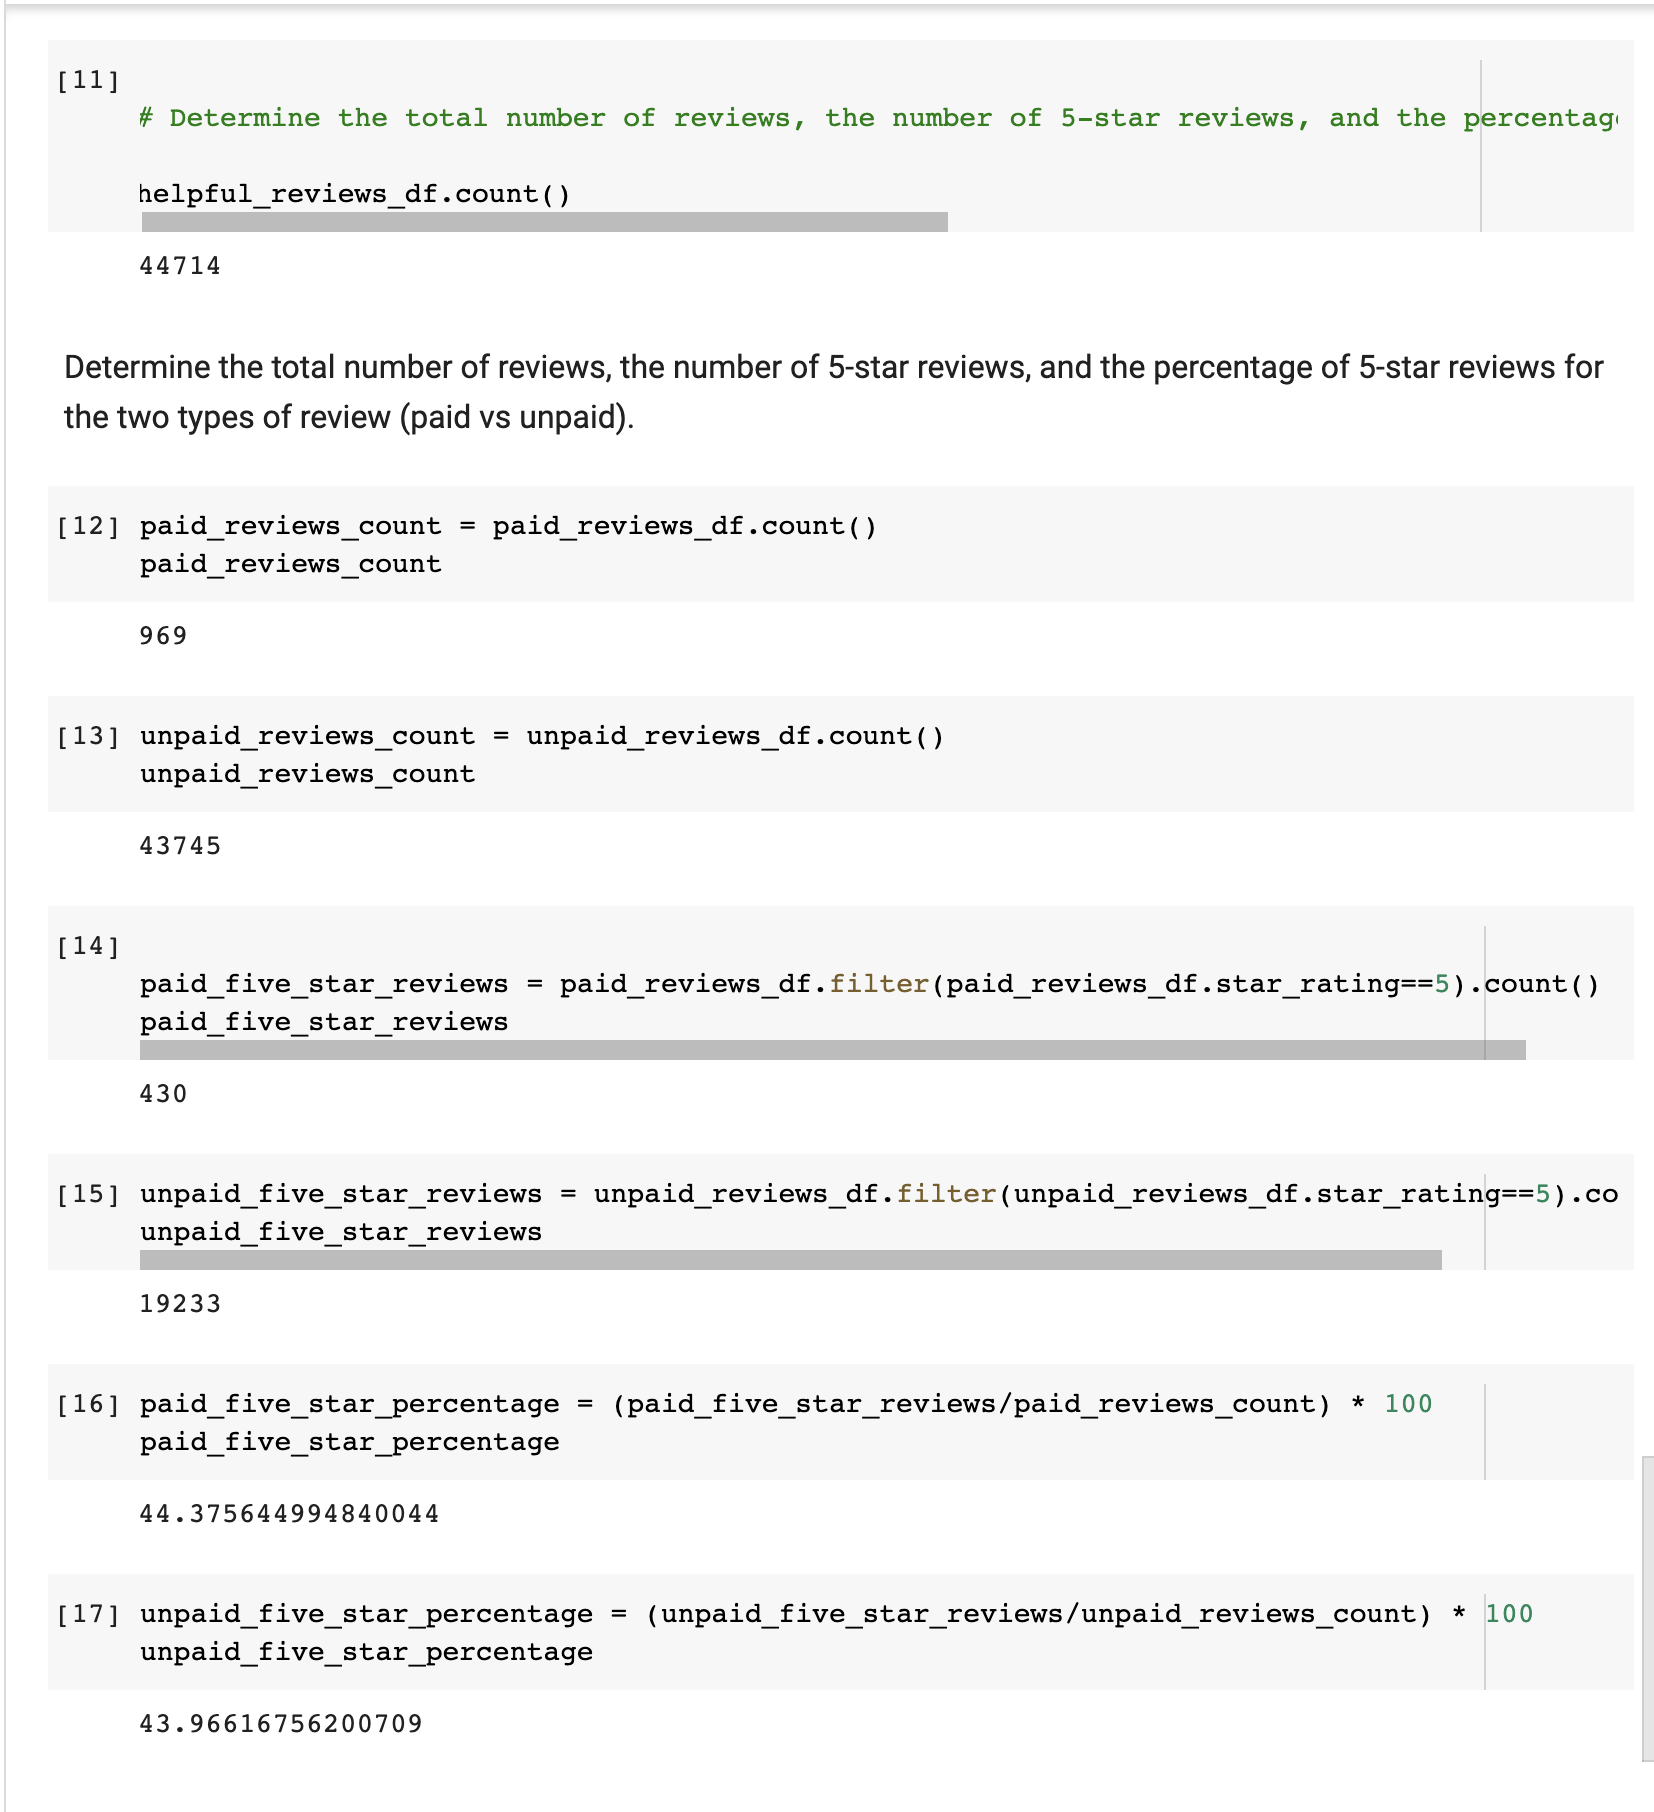 [11]
# Determine the total number of reviews, the number of 5-star reviews, and the percentag
helpful_reviews_df.count()
44714
Determine the total number of reviews, the number of 5-star reviews, and the percentage of 5-star reviews for
the two types of review (paid vs unpaid).
[12] paid_reviews_count = paid_reviews_df.count()
paid_reviews_count
969
[13] unpaid_reviews_count = unpaid_reviews_df.count()
unpaid_reviews_count
43745
[14]
paid_five_star_reviews = paid_reviews_df.filter(paid_reviews_df.star_rating==5).count()
paid_five_star_reviews
430
[15] unpaid_five_star_reviews = unpaid_reviews_df.filter(unpaid_reviews_df.star_rating==5).co
unpaid_five_star_reviews
19233
[16] paid_five_star_percentage = (paid_five_star_reviews/paid_reviews_count) * 100
paid_five_star_percentage
44.375644994840044
[17] unpaid_five_star_percentage = (unpaid_five_star_reviews/unpaid_reviews_count) * 100
unpaid_five_star_percentage
43.96616756200709